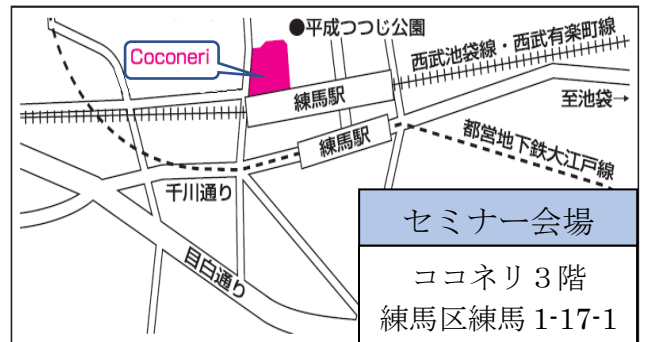 ●平成つつじ公園
Coconeri
西武池袋線・西武有楽町線
練馬駅
至池袋→
練馬駅
都営地下鉄大江戸線
千川通り
目白通り
セミナー会場
ココネリ３階
練馬区練馬 1-17-1